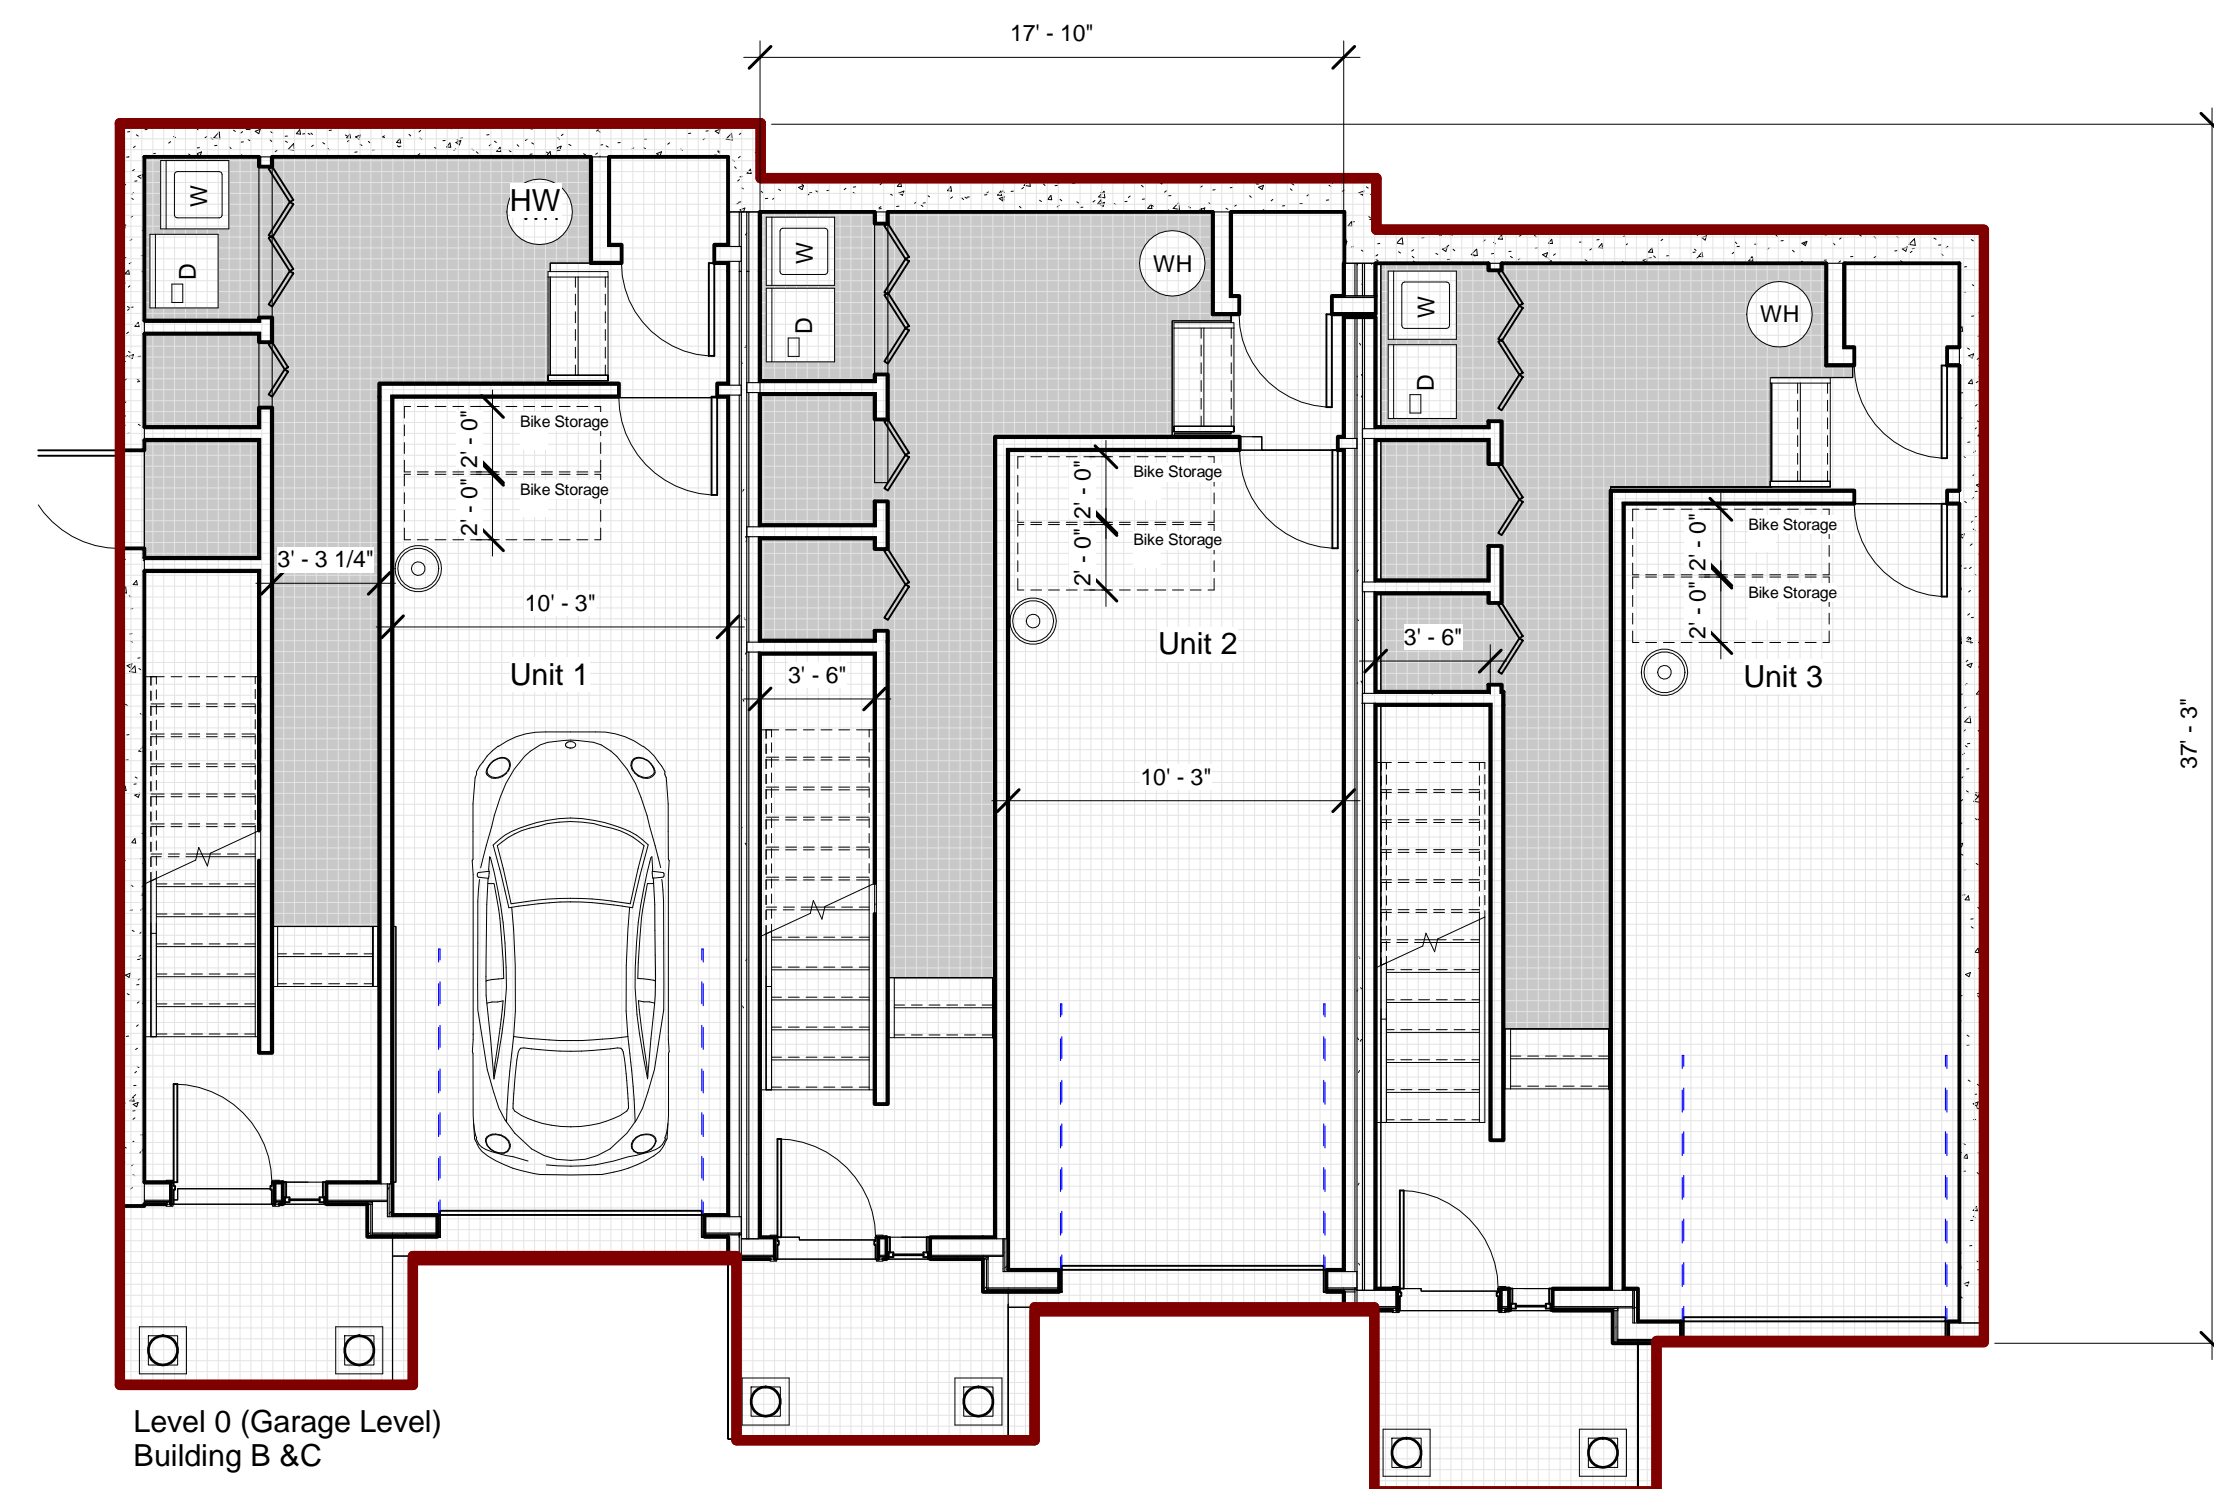 17' - 10"
W
HW
D
W
WH
D
W
WH
D
Bike Storage
2' - 0"
Bike Storage
2' - 0"
Bike Storage
2' - 0"
Bike Storage
2' - 0"
Bike Storage
2' - 0"
Bike Storage
2' - 0"
3' - 3 1/4"
10' - 3"
Unit 1
3' - 6"
Unit 2
10' - 3"
3' - 6"
Unit 3
37' - 3"
Level 0 (Garage Level)
Building B &C